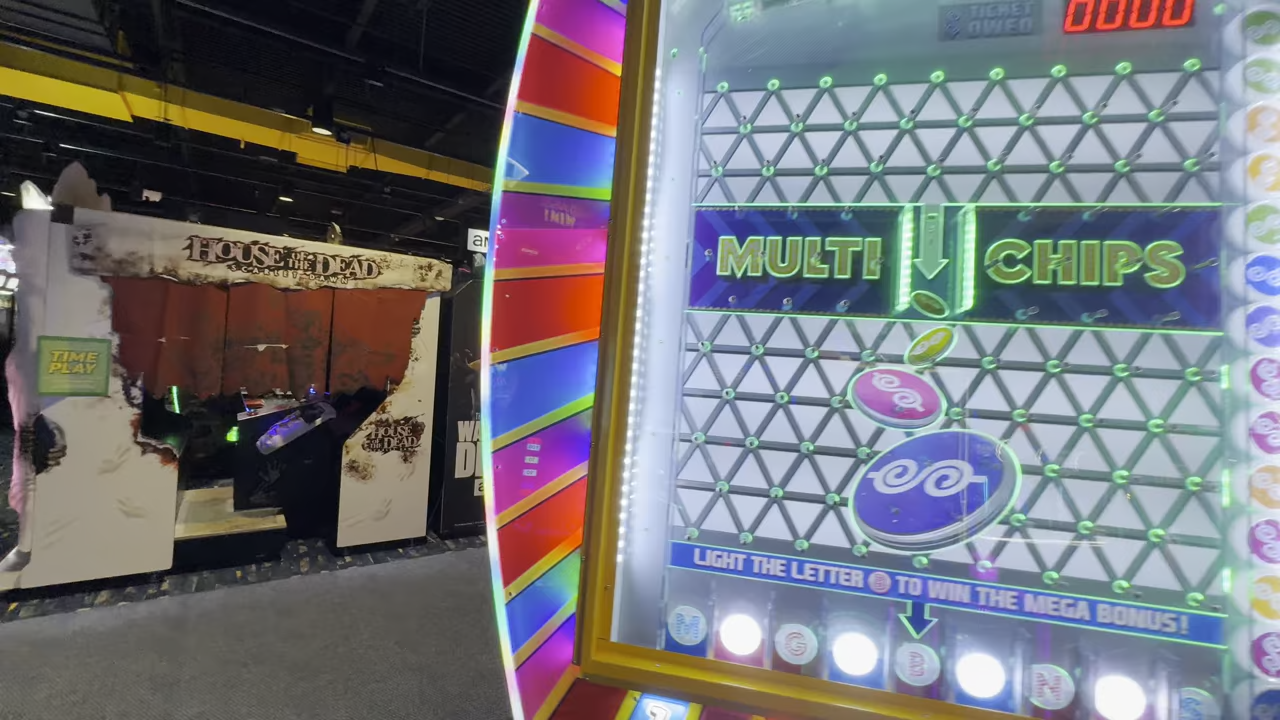 TICKET
OWED
0000
MULTI CHIPS
LIGHT THE LETTER B TO WIN THE MEGA BONUS!
M
G
B
N
HOUSE OF THE DEAD
SCARLET DAWN
TIME
PLAY
HOUSE
OF THE DEAD